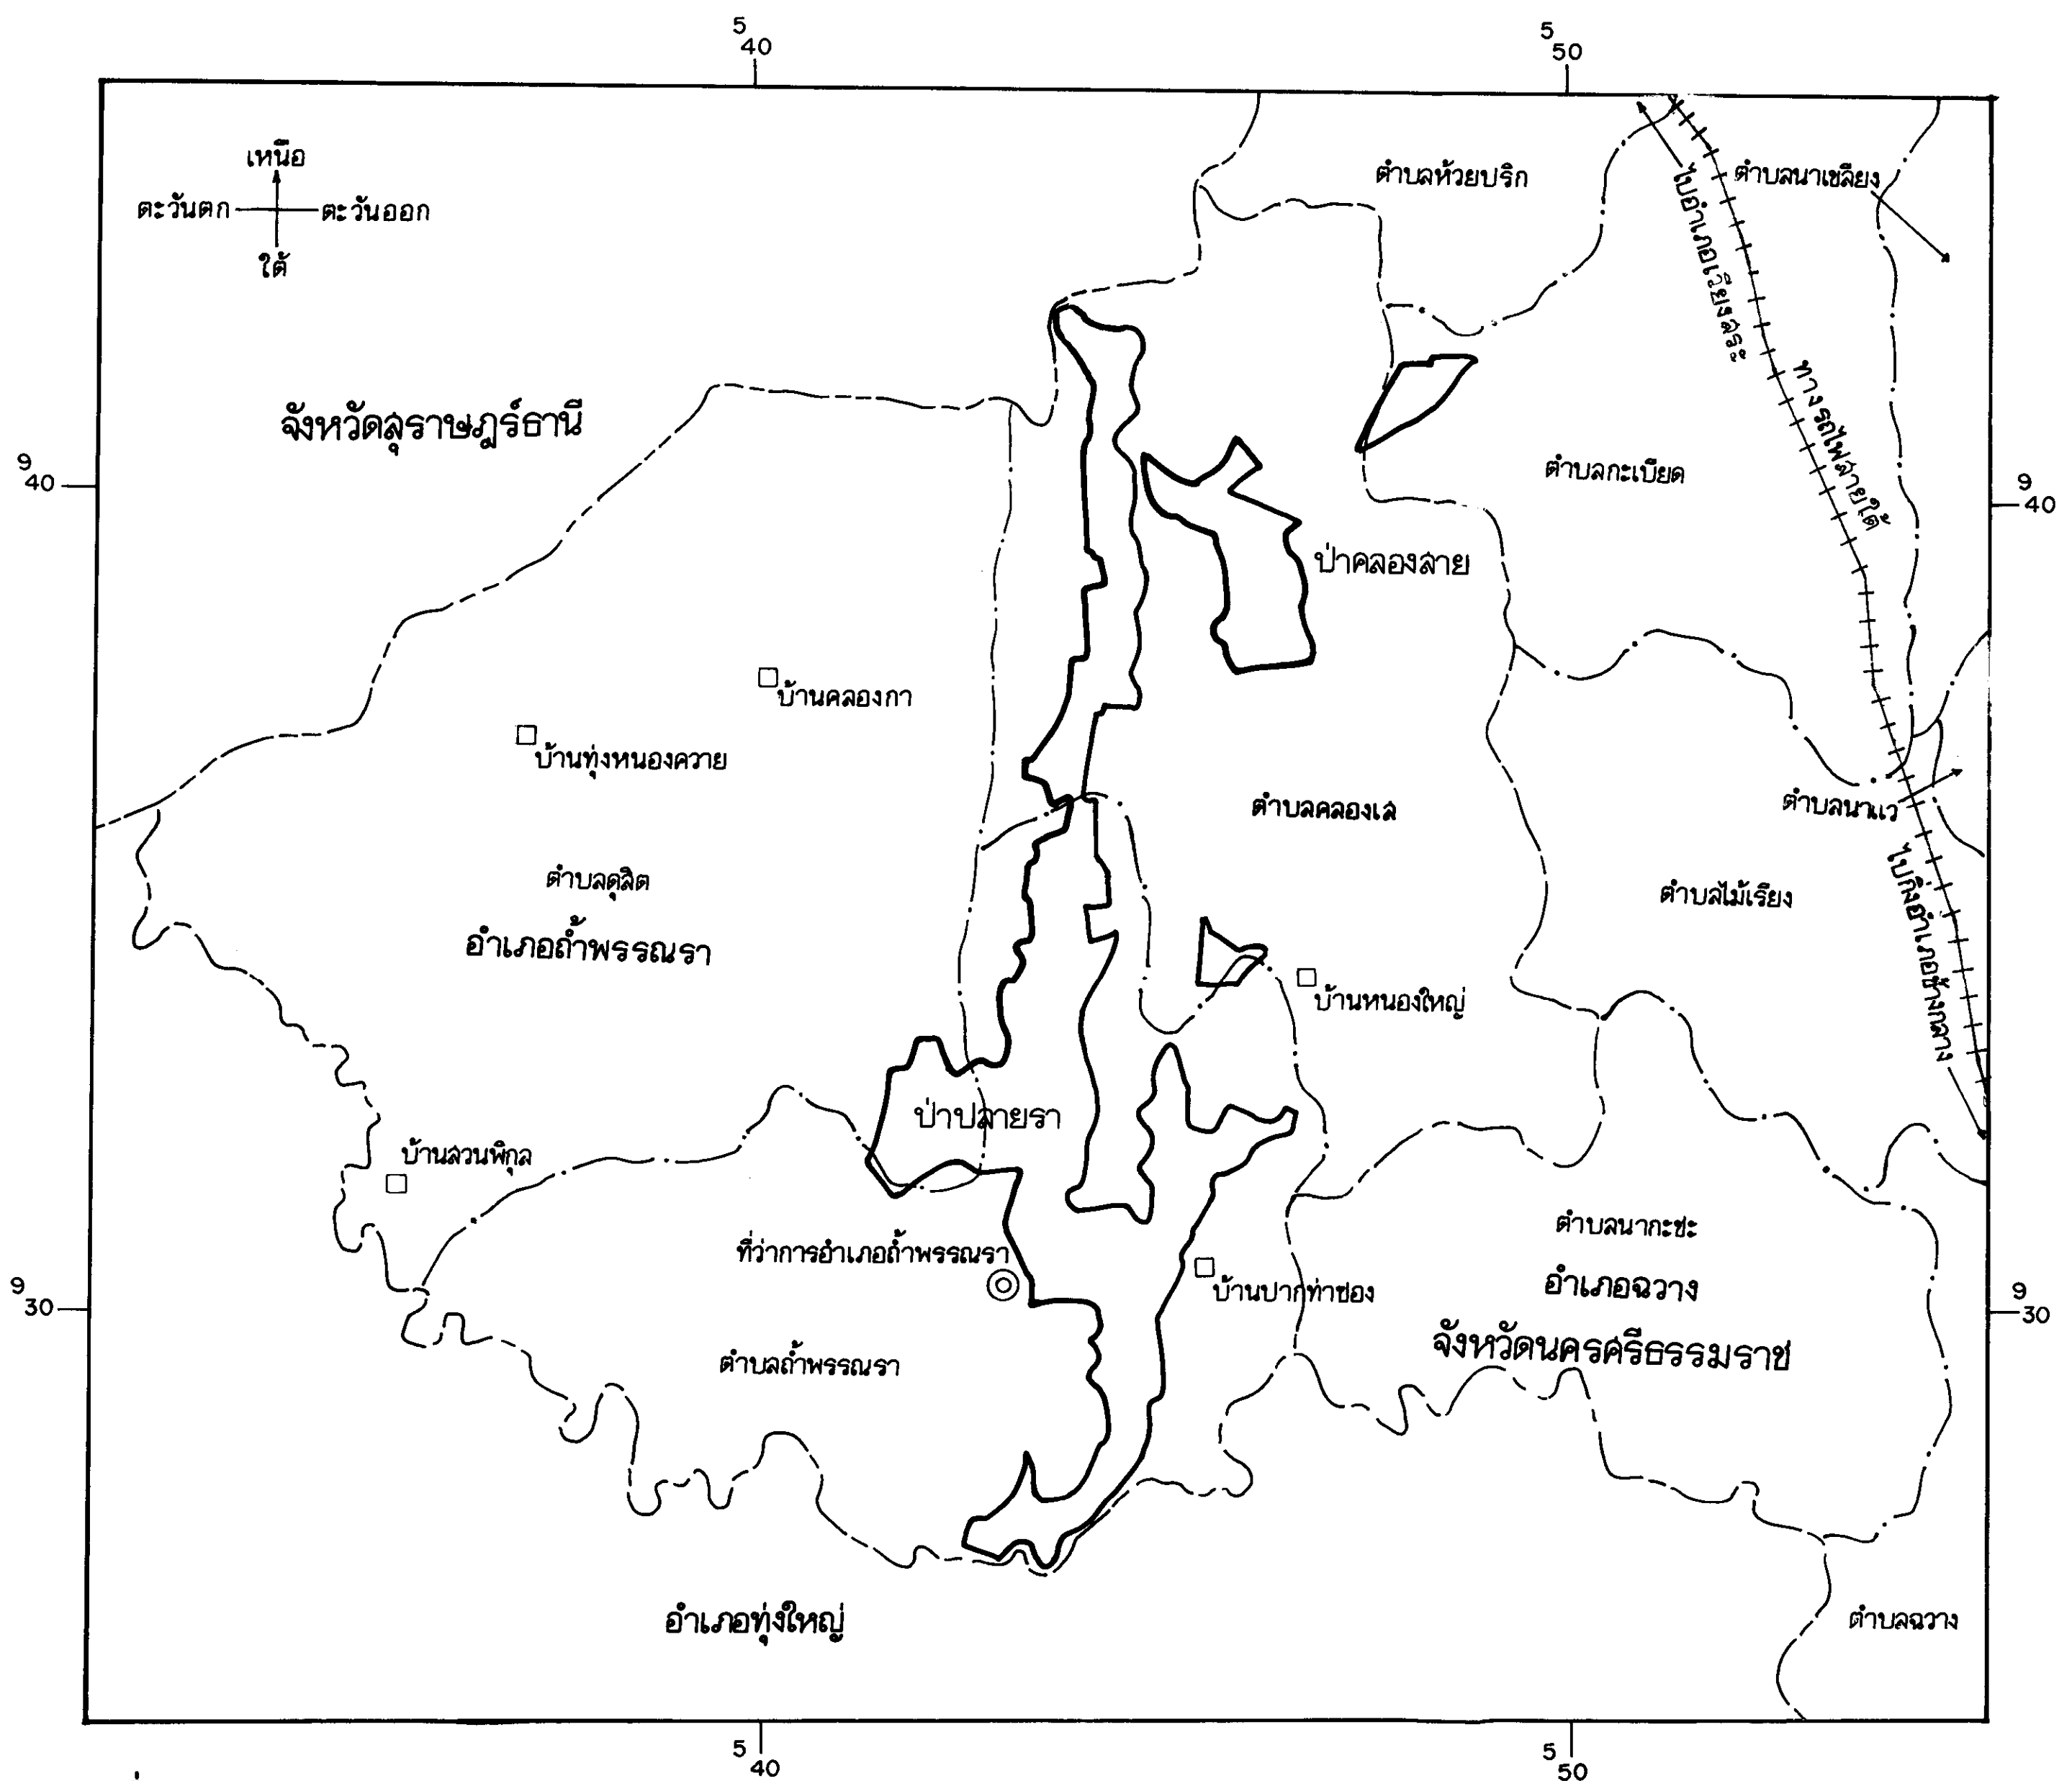 5 40
5 50
เหนือ
ตะวันตก
ตะวันออก
ใต้
ตำบลห้วยปริก
ตำบลนาเขลียง
ไปอำเภอเวียงสระ
จังหวัดสุราษฎร์ธานี
ทางรถไฟสายใต้
9 40
ตำบลกะเบียด
9 40
ป่าคลองสาย
บ้านคลองกา
บ้านทุ่งหนองควาย
ตำบลคลองเส
ตำบลนาแว
ตำบลดุสิต
ตำบลไม้เรียง
ไปกิ่งอำเภอช้างกลาง
อำเภอถ้ำพรรณรา
บ้านหนองใหญ่
ป่าปลายรา
บ้านสวนพิกุล
ตำบลนากะชะ
ที่ว่าการอำเภอถ้ำพรรณรา
บ้านปากท่าซอง
อำเภอฉวาง
9 30
9 30
จังหวัดนครศรีธรรมราช
ตำบลถ้ำพรรณรา
อำเภอทุ่งใหญ่
ตำบลฉวาง
5 40
5 50